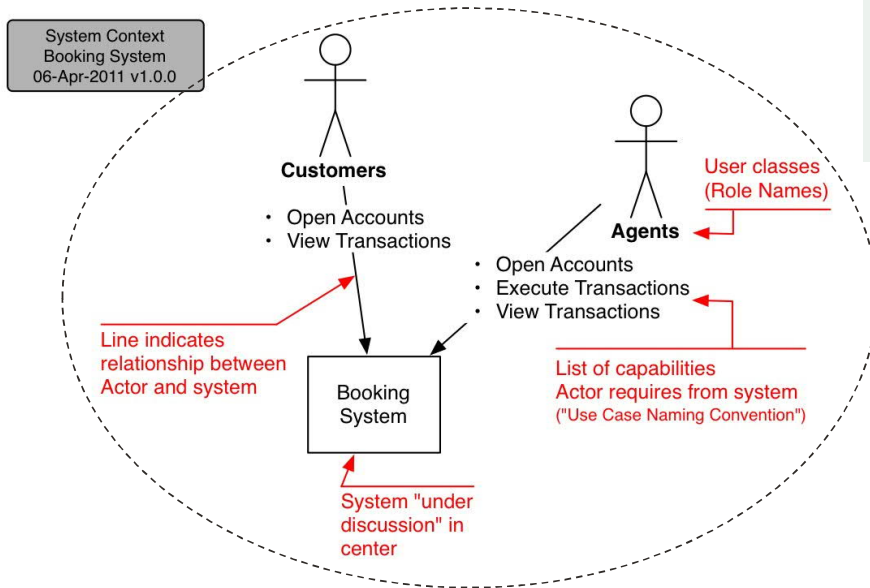 System Context
Booking System
06-Apr-2011 v1.0.0
Customers
• Open Accounts
• View Transactions
User classes
(Role Names)
Agents
• Open Accounts
• Execute Transactions
• View Transactions
Line indicates
relationship between
Actor and system
List of capabilities
Actor requires from system
("Use Case Naming Convention")
Booking
System
System "under
discussion" in
center